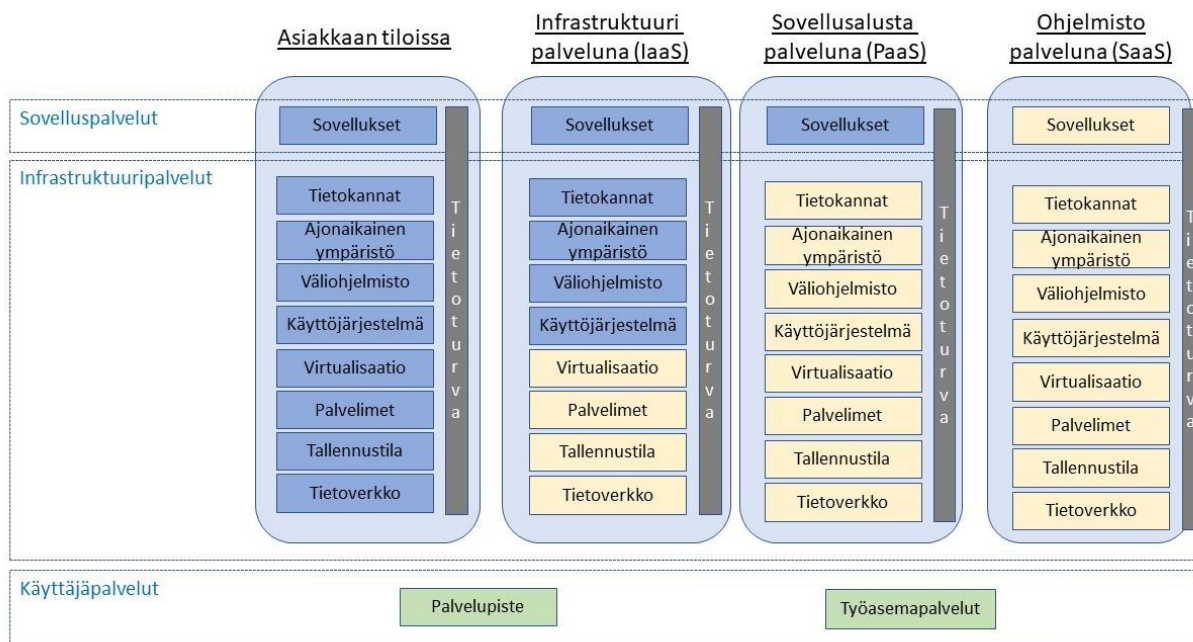 Asiakkaan tiloissa
Infrastruktuuri
palveluna (IaaS)
Sovellusalusta
palveluna (PaaS)
Ohjelmisto
palveluna (SaaS)
Sovelluspalvelut
Sovellukset
Sovellukset
Sovellukset
Sovellukset
Infrastruktuuripalvelut
Tietokannat
Ajonaikainen
ympäristö
Väliohjelmisto
Käyttöjärjestelmä
Virtualisaatio
Palvelimet
Tallennustila
Tietoverkko
Tietoturva
Tietokannat
Ajonaikainen
ympäristö
Väliohjelmisto
Käyttöjärjestelmä
Virtualisaatio
Palvelimet
Tallennustila
Tietoverkko
Tietoturva
Tietokannat
Ajonaikainen
ympäristö
Väliohjelmisto
Käyttöjärjestelmä
Virtualisaatio
Palvelimet
Tallennustila
Tietoverkko
Tietoturva
Tietokannat
Ajonaikainen
ympäristö
Väliohjelmisto
Käyttöjärjestelmä
Virtualisaatio
Palvelimet
Tallennustila
Tietoverkko
Tietoturva
Käyttäjäpalvelut
Palvelupiste
Työasemapalvelut